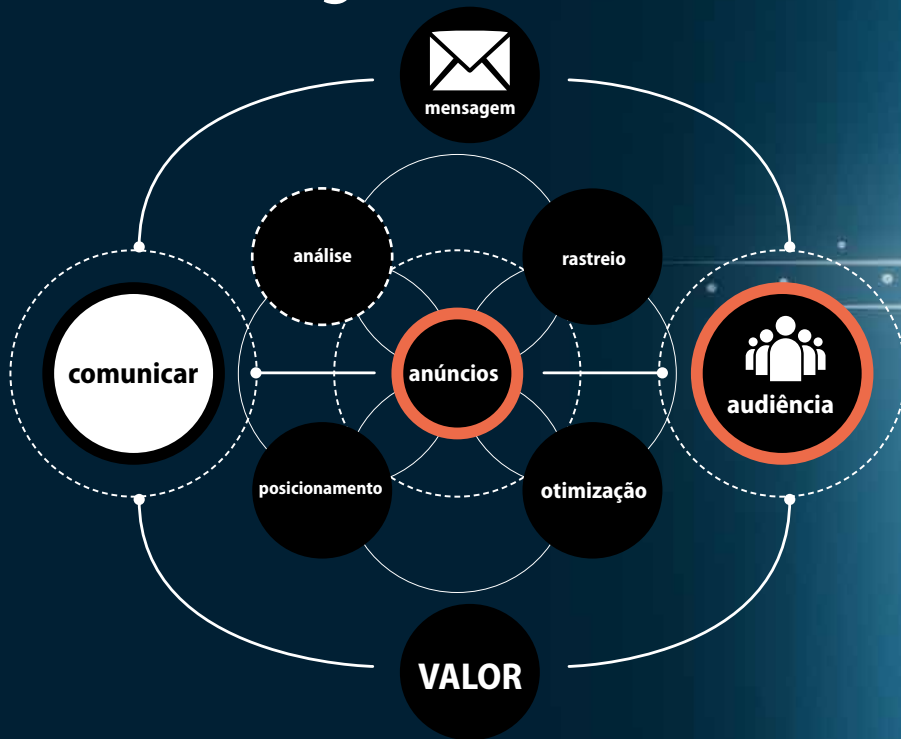 mensagem
análise
rastreio
comunicar
anúncios
audiência
posicionamento
otimização
VALOR